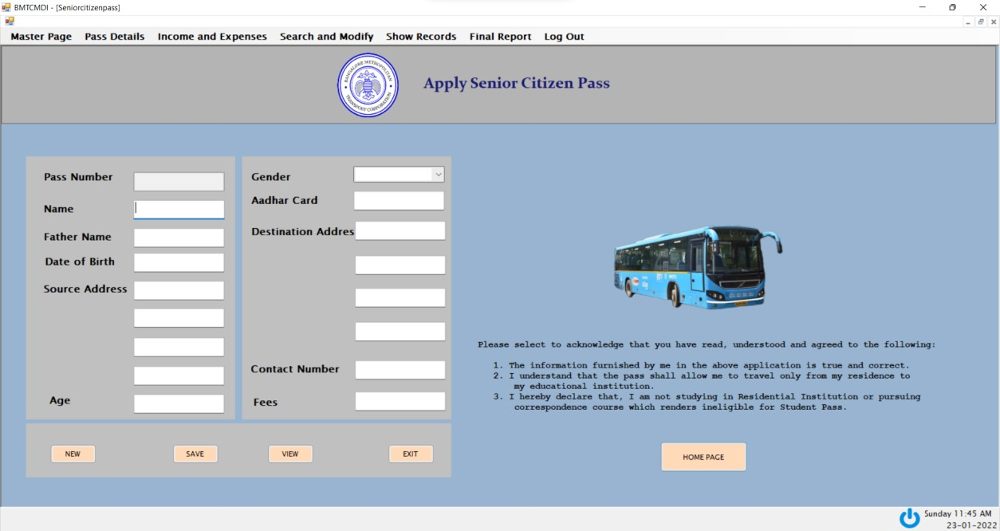 BMTCMDI - [Seniorcitizenpass]
Master Page Pass Details Income and Expenses Search and Modify Show Records Final Report Log Out
BANGALORE METROPOLITAN
TRANSPORT CORPORATION
Apply Senior Citizen Pass
Pass Number
Name
Father Name
Date of Birth
Source Address
Age
Gender
Aadhar Card
Destination Addres
Contact Number
Fees
NEW SAVE VIEW EXIT
Please select to acknowledge that you have read, understood and agreed to the following:
1. The information furnished by me in the above application is true and correct.
2. I understand that the pass shall allow me to travel only from my residence to
my educational institution.
3. I hereby declare that, I am not studying in Residential Institution or pursuing
correspondence course which renders ineligible for Student Pass.
HOME PAGE
Sunday 11:45 AM
23-01-2022